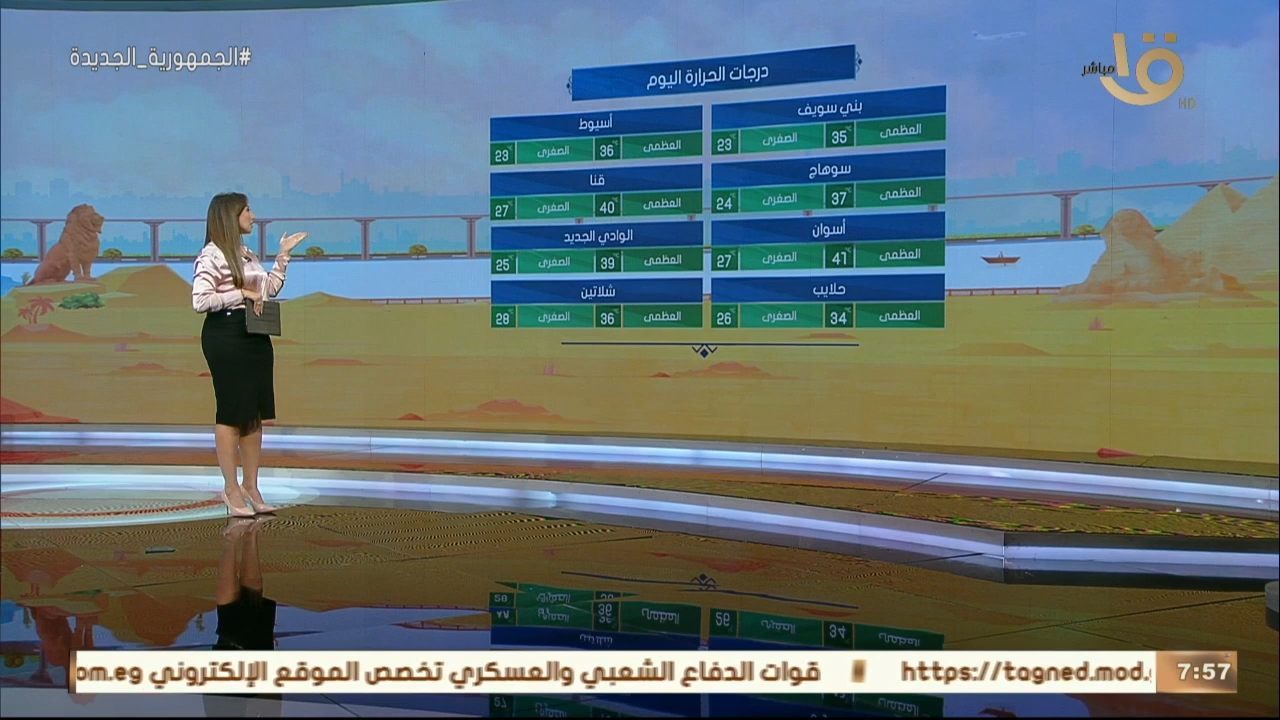 #الجمهورية_الجديدة
مباشر
HD
درجات الحرارة اليوم
بني سويف
العظمى 35 الصغرى 23
أسيوط
العظمى 36 الصغرى 23
سوهاج
العظمى 37 الصغرى 24
قنا
العظمى 40 الصغرى 27
أسوان
العظمى 41 الصغرى 27
الوادي الجديد
العظمى 39 الصغرى 25
حلايب
العظمى 34 الصغرى 26
شلاتين
العظمى 36 الصغرى 28
https://tagned.mod. قوات الدفاع الشعبي والعسكري تخصص الموقع الإلكتروني om.eg
7:57